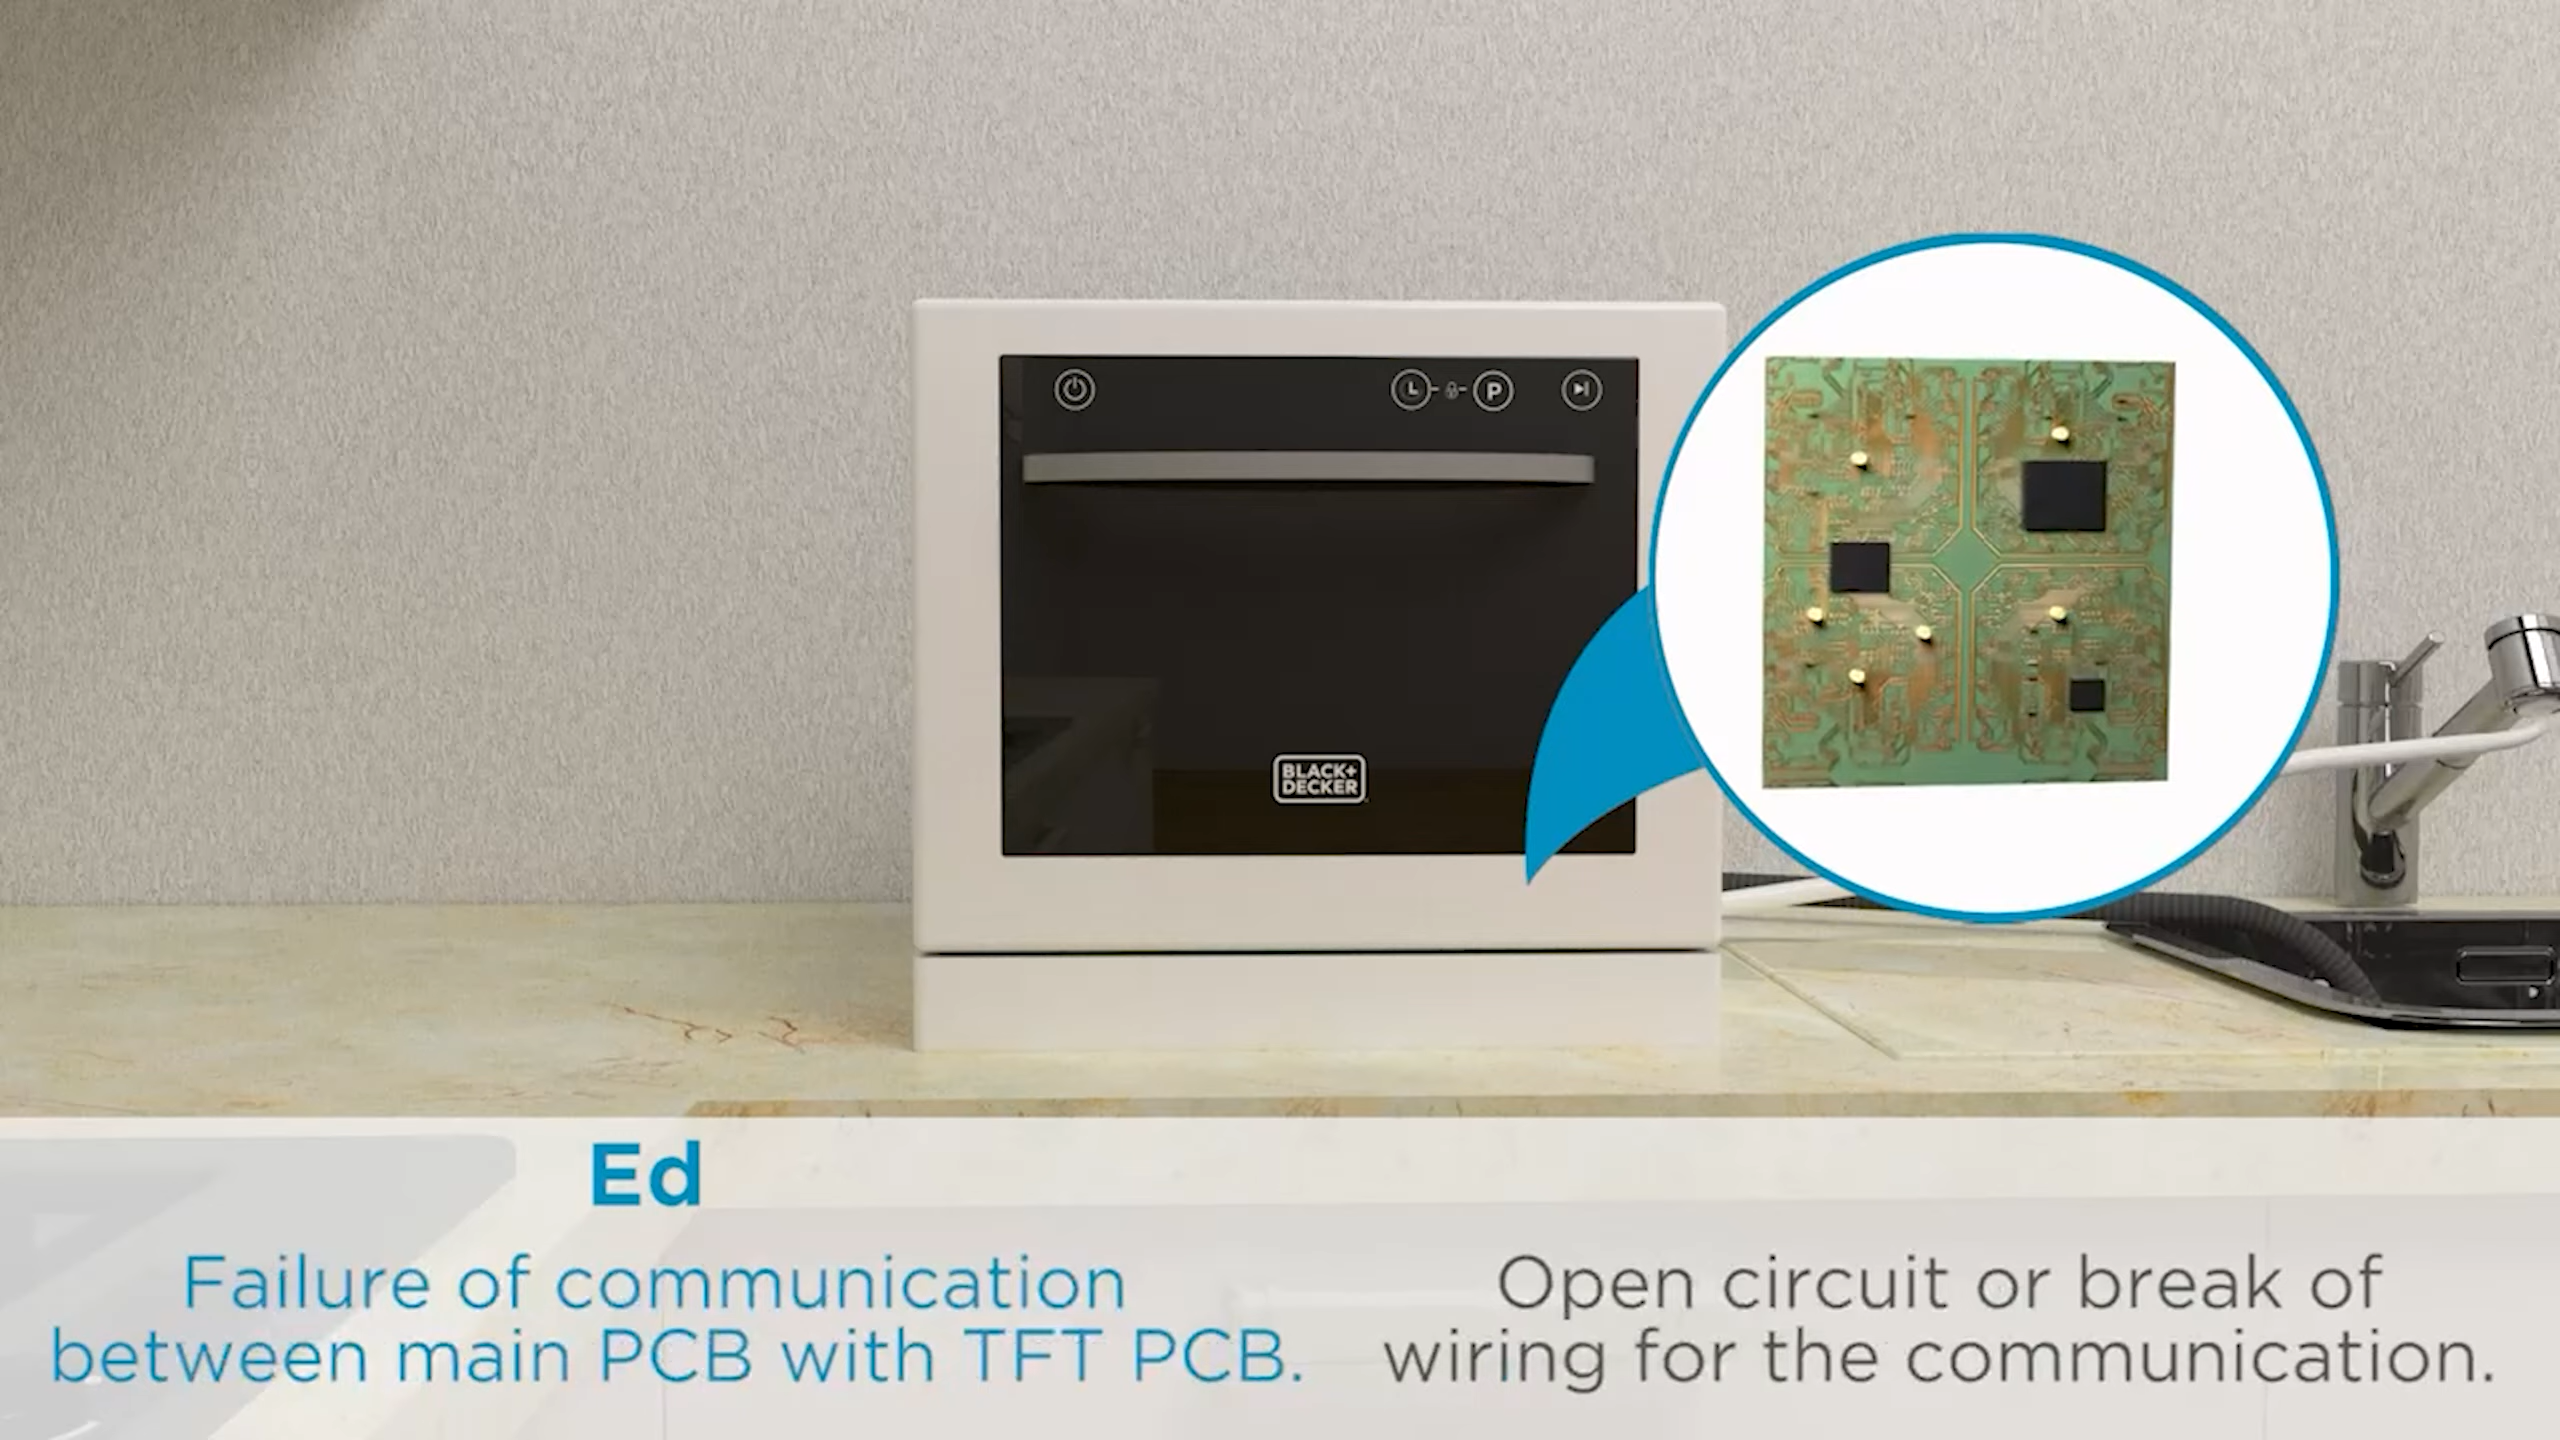 L
P
BLACK+
DECKER
Ed
Failure of communication
between main PCB with TFT PCB.
Open circuit or break of
wiring for the communication.